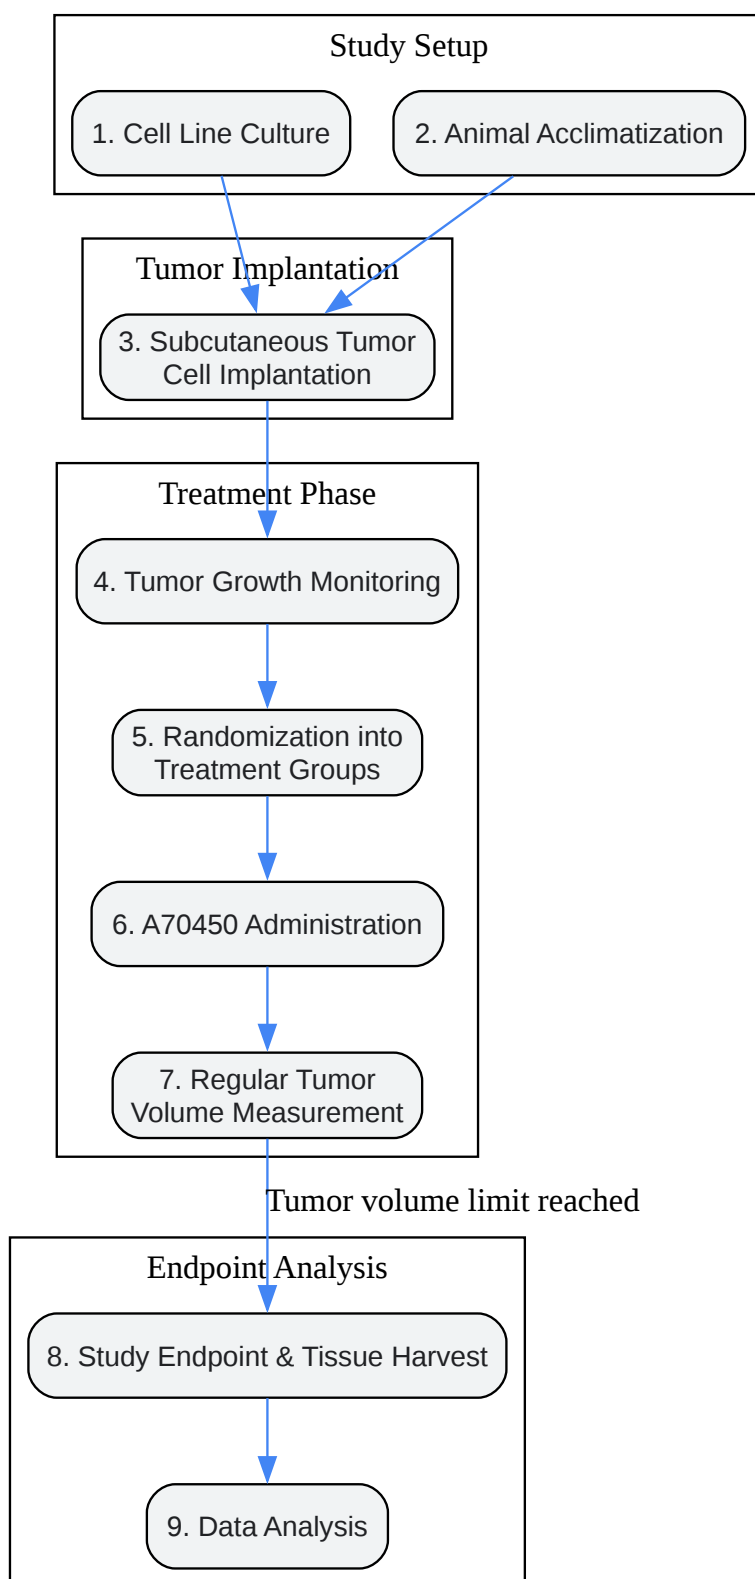 Study Setup
1. Cell Line Culture
2. Animal Acclimatization
Tumor Implantation
3. Subcutaneous Tumor
Cell Implantation
Treatment Phase
4. Tumor Growth Monitoring
5. Randomization into
Treatment Groups
6. A70450 Administration
7. Regular Tumor
Volume Measurement
Tumor volume limit reached
Endpoint Analysis
8. Study Endpoint & Tissue Harvest
9. Data Analysis